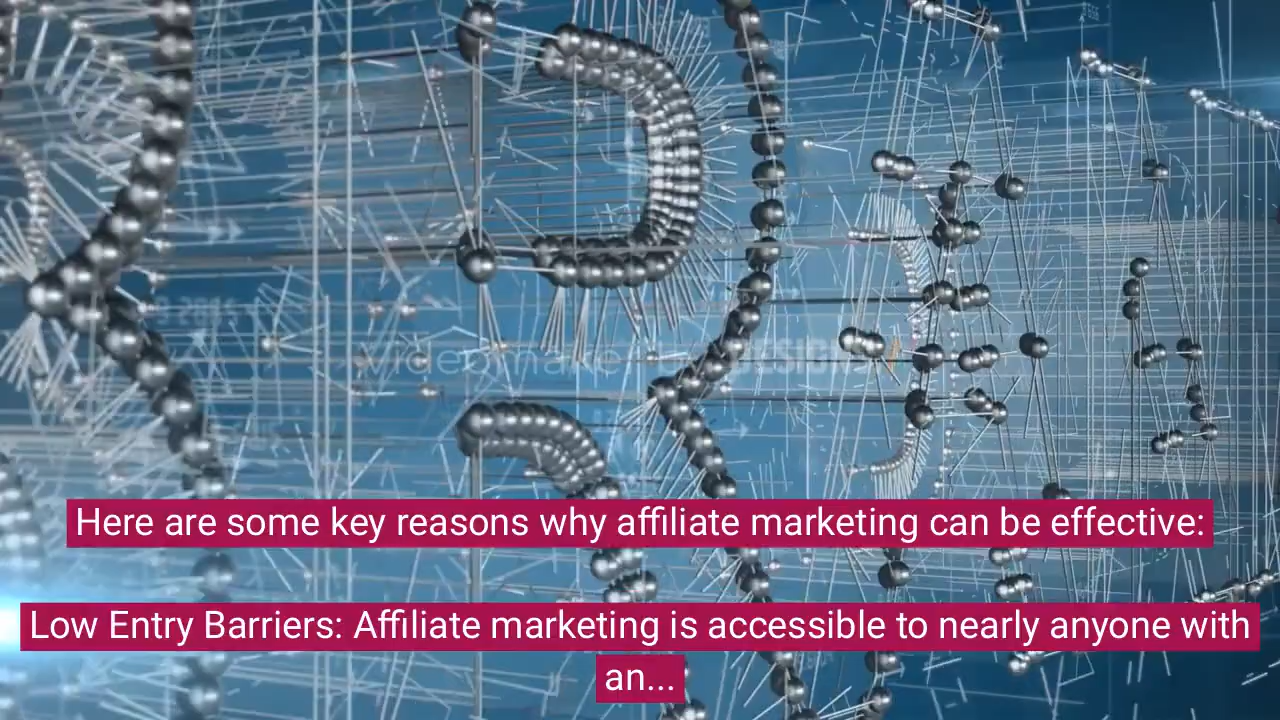 Here are some key reasons why affiliate marketing can be effective:
Low Entry Barriers: Affiliate marketing is accessible to nearly anyone with
an...